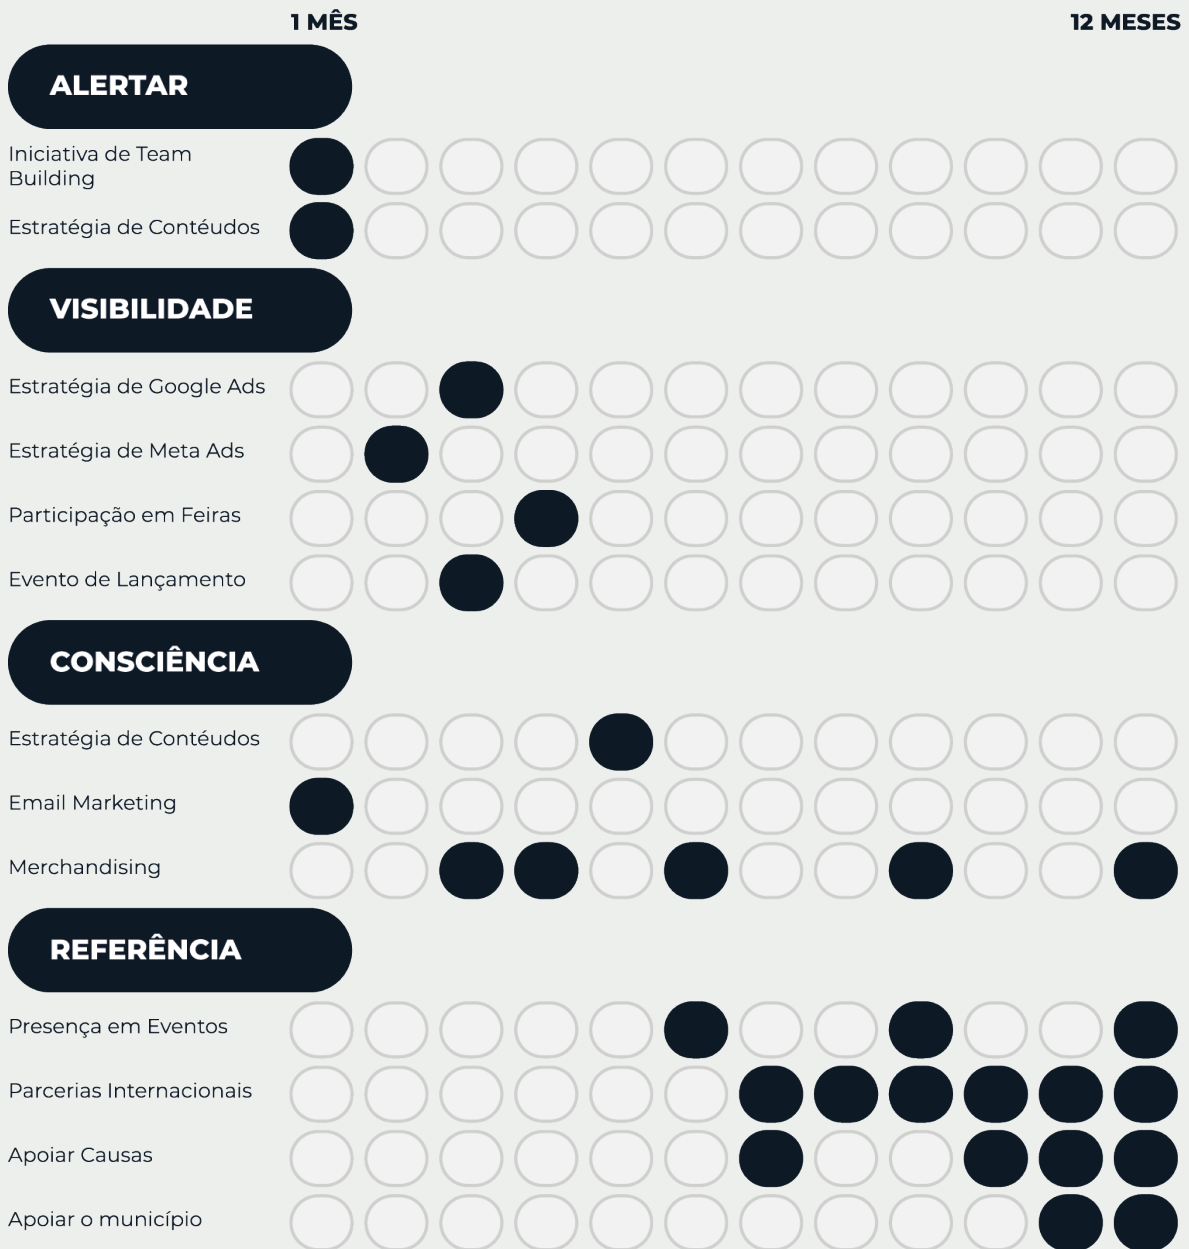 1 MÊS
12 MESES
ALERTAR
Iniciativa de Team
Building
Estratégia de Contéudos
VISIBILIDADE
Estratégia de Google Ads
Estratégia de Meta Ads
Participação em Feiras
Evento de Lançamento
CONSCIÊNCIA
Estratégia de Contéudos
Email Marketing
Merchandising
REFERÊNCIA
Presença em Eventos
Parcerias Internacionais
Apoiar Causas
Apoiar o município